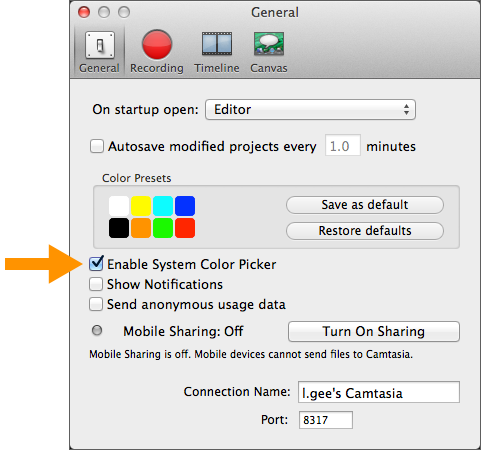 General
General
Recording
Timeline
Canvas
On startup open: Editor
Autosave modified projects every 1.0 minutes
Color Presets
Save as default
Restore defaults
Enable System Color Picker
Show Notifications
Send anonymous usage data
Mobile Sharing: Off Turn On Sharing
Mobile Sharing is off. Mobile devices cannot send files to Camtasia.
Connection Name: l.gee's Camtasia
Port: 8317